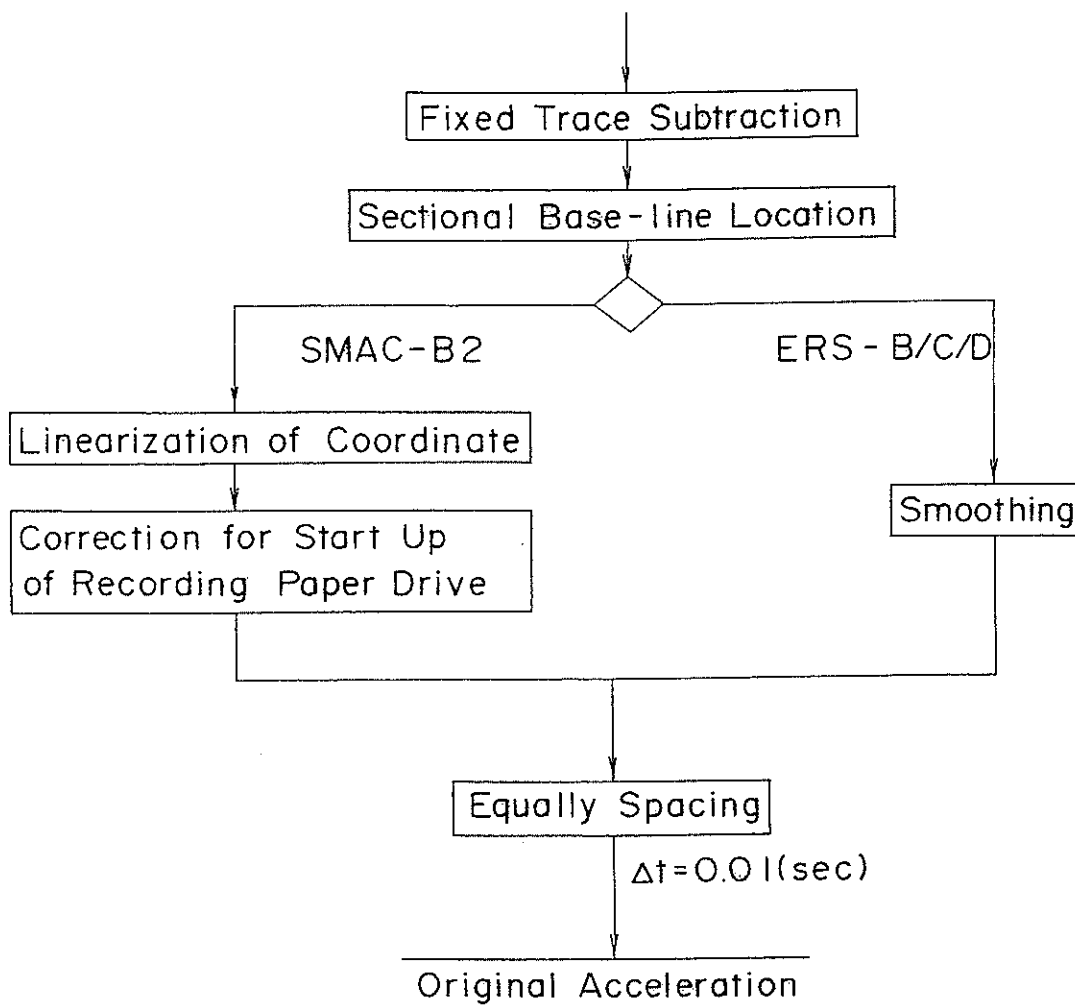 Fixed Trace Subtraction
Sectional Base-line Location
SMAC-B2
ERS-B/C/D
Linearization of Coordinate
Correction for Start Up
of Recording Paper Drive
Smoothing
Equally Spacing
Δt=0.01(sec)
Original Acceleration